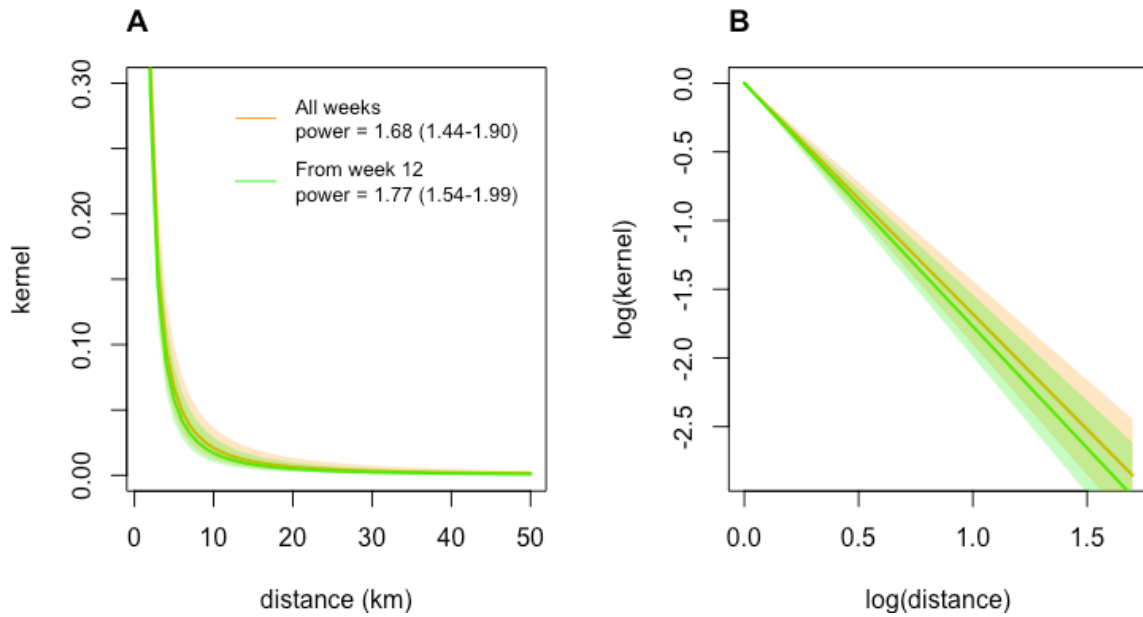 A
kernel
0.00 0.10 0.20 0.30
All weeks
power = 1.68 (1.44-1.90)
From week 12
power = 1.77 (1.54-1.99)
0 10 20 30 40 50
distance (km)
B
log(kernel)
0.0
-0.5
-1.0
-1.5
-2.0
-2.5
0.0 0.5 1.0 1.5
log(distance)